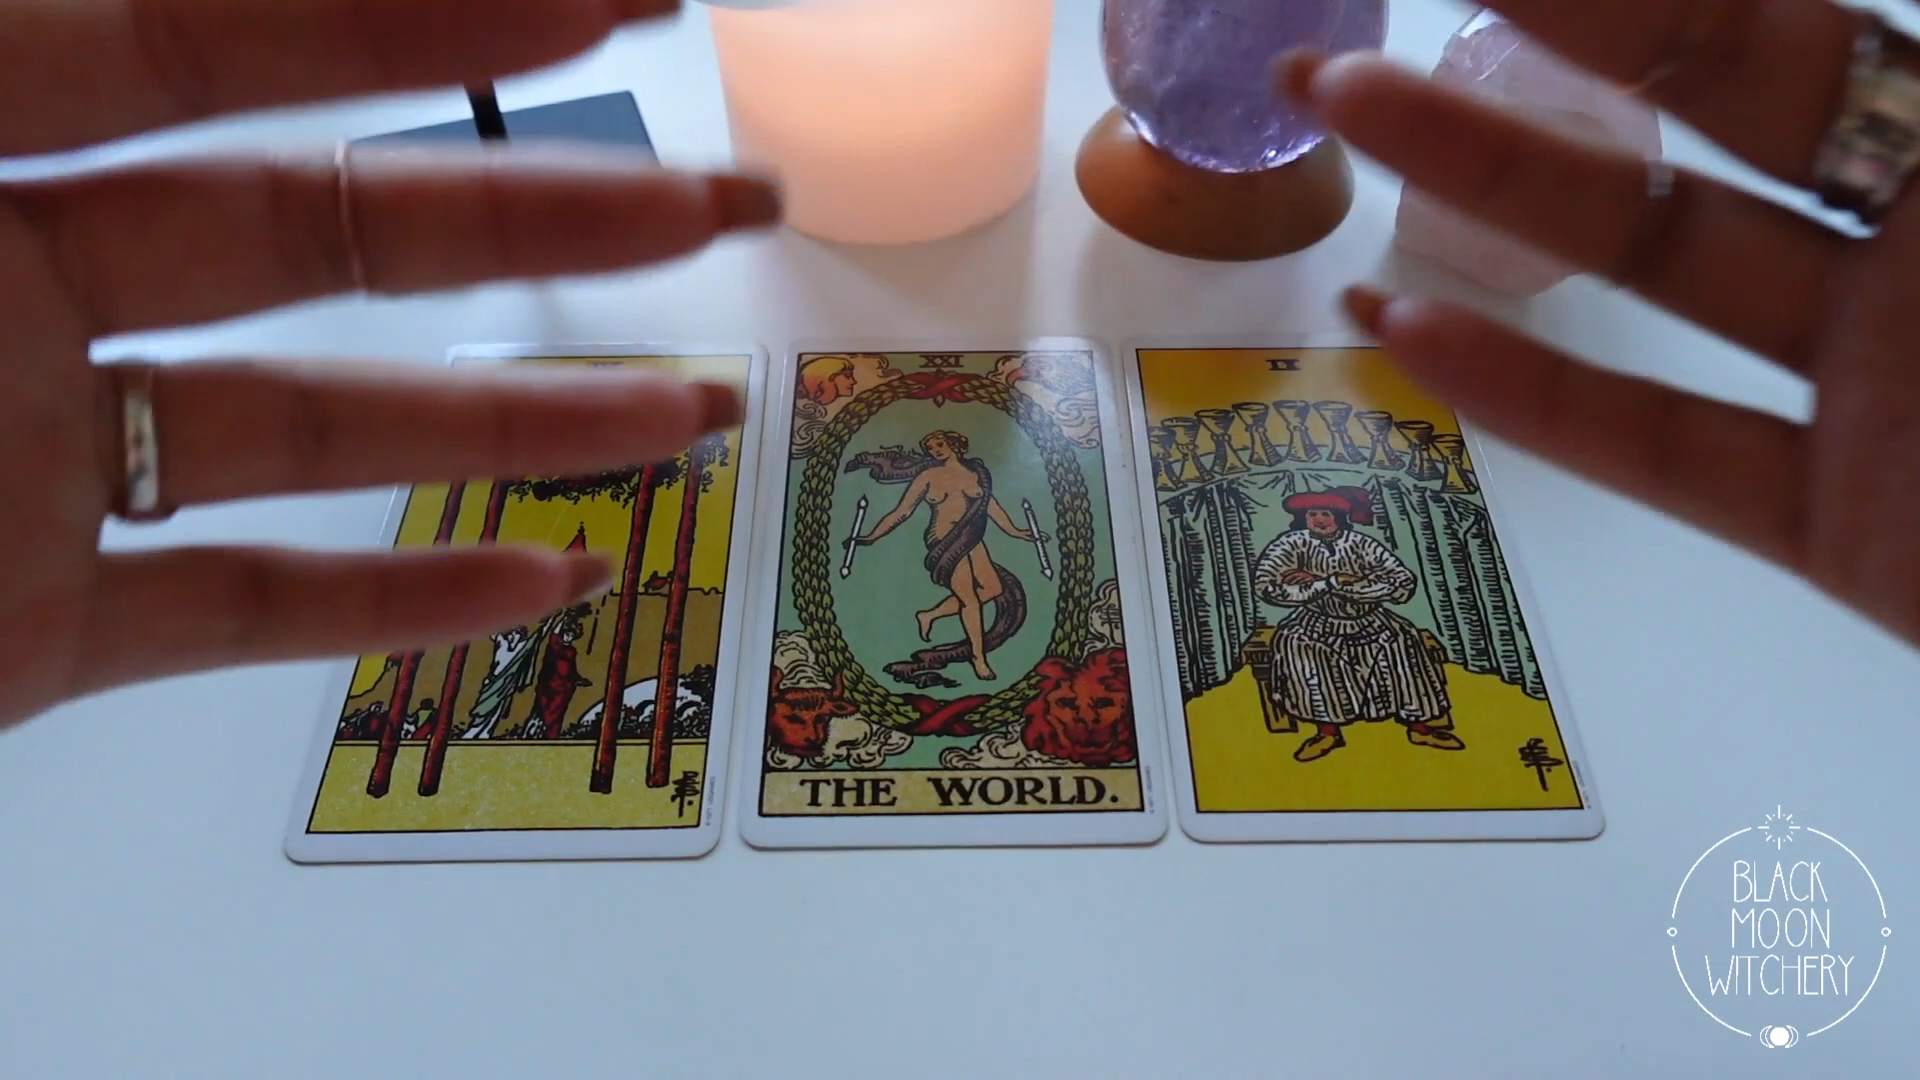 XXI
IX
THE WORLD.
BLACK
MOON
WITCHERY